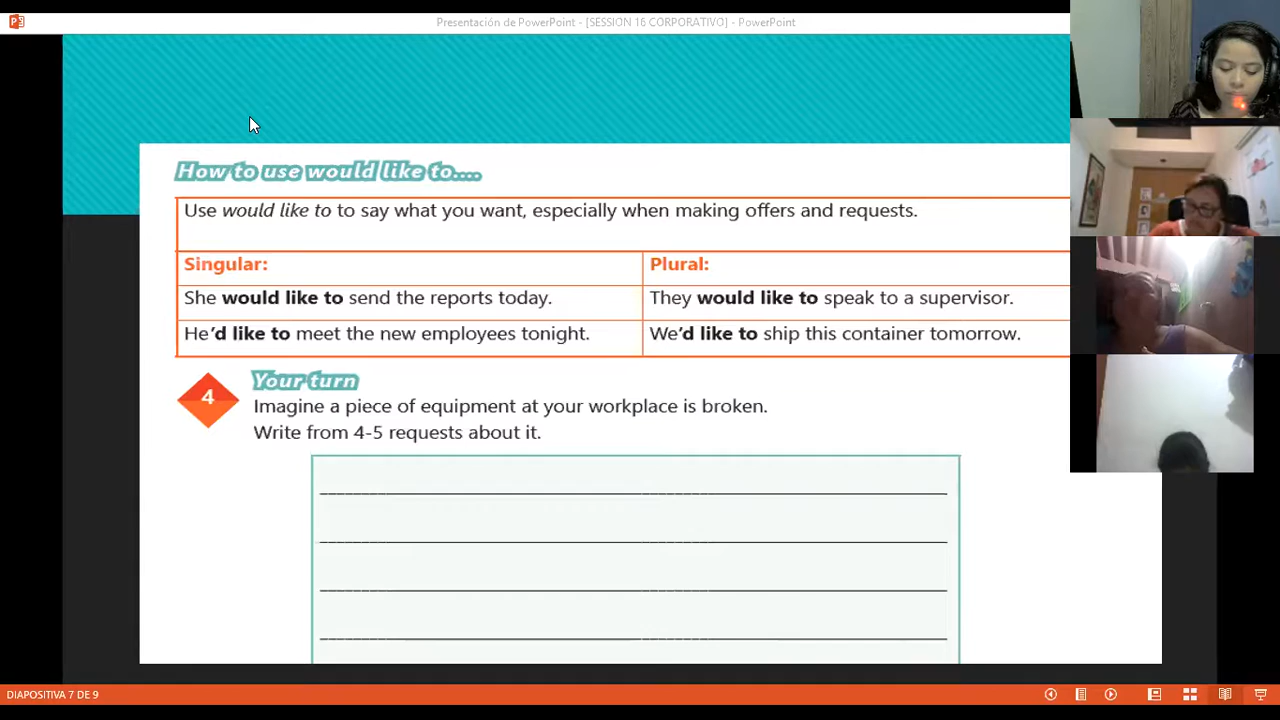 Presentación de PowerPoint - [SESSION 16 CORPORATIVO] - PowerPoint
How to use would like to....
Use would like to to say what you want, especially when making offers and requests.
Singular:
Plural:
She would like to send the reports today.
They would like to speak to a supervisor.
He'd like to meet the new employees tonight.
We'd like to ship this container tomorrow.
4
Your turn
Imagine a piece of equipment at your workplace is broken.
Write from 4-5 requests about it.
DIAPOSITIVA 7 DE 9